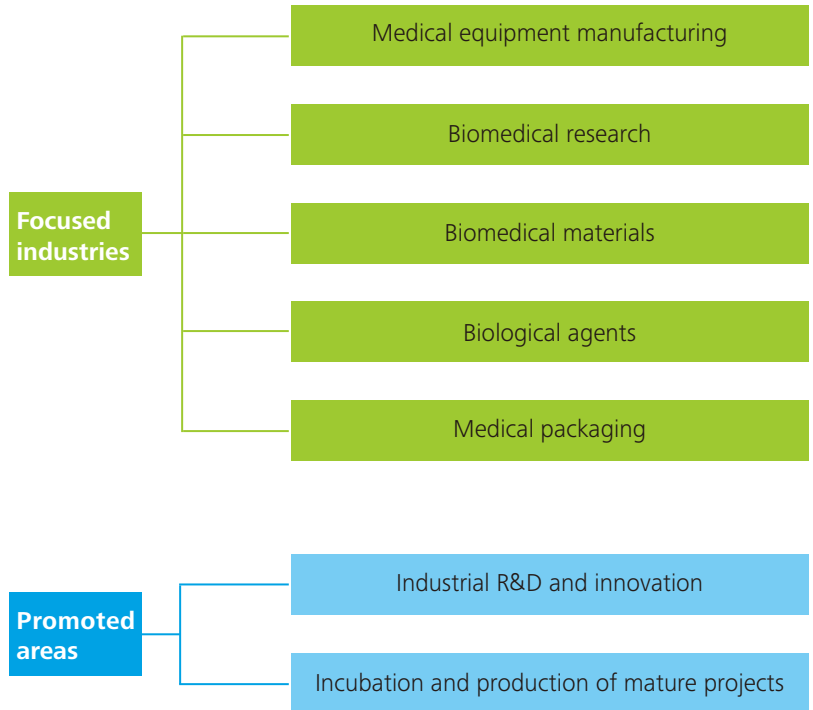 Focused
industries
Medical equipment manufacturing
Biomedical research
Biomedical materials
Biological agents
Medical packaging
Promoted
areas
Industrial R&D and innovation
Incubation and production of mature projects